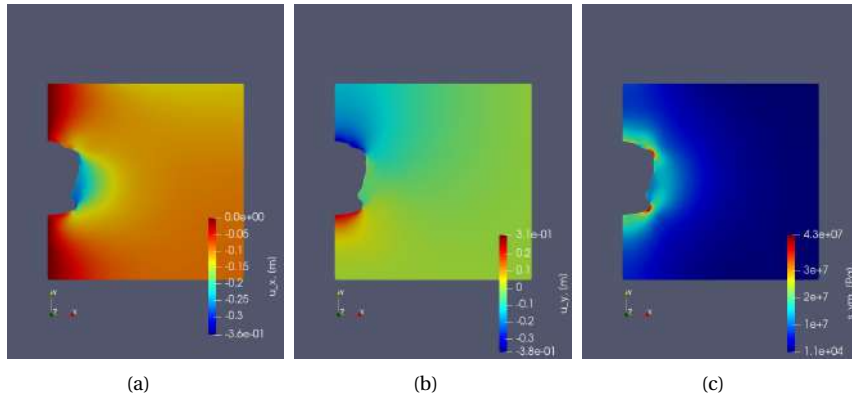 0.0e+00
-0.05
-0.1
-0.15
-0.2
-0.25
-0.3
-3.6e-01
u_x, [m]
3.1e-01
0.2
0.1
0
-0.1
-0.2
-0.3
-3.8e-01
u_y, [m]
4.3e+07
3e+7
2e+7
1e+7
1.1e+04
s_vm, [Pa]
Z
X
Z
X
Z
X
(a)
(b)
(c)